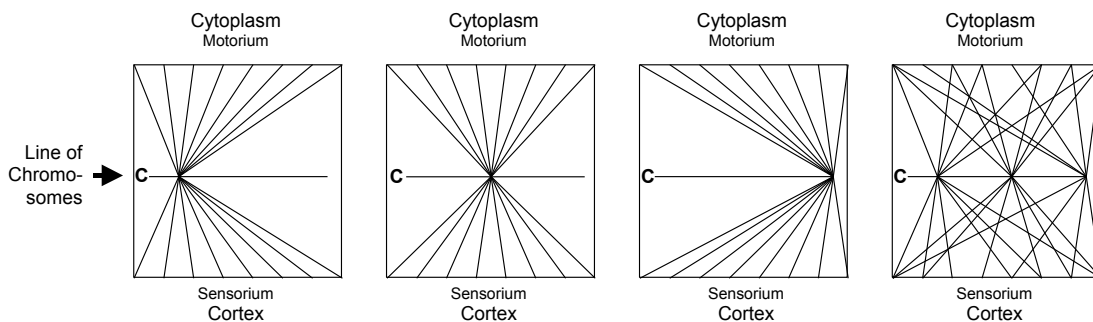 Cytoplasm
Motorium
Cytoplasm
Motorium
Cytoplasm
Motorium
Cytoplasm
Motorium
Line of
Chromo-
somes
C
C
C
C
Sensorium
Cortex
Sensorium
Cortex
Sensorium
Cortex
Sensorium
Cortex